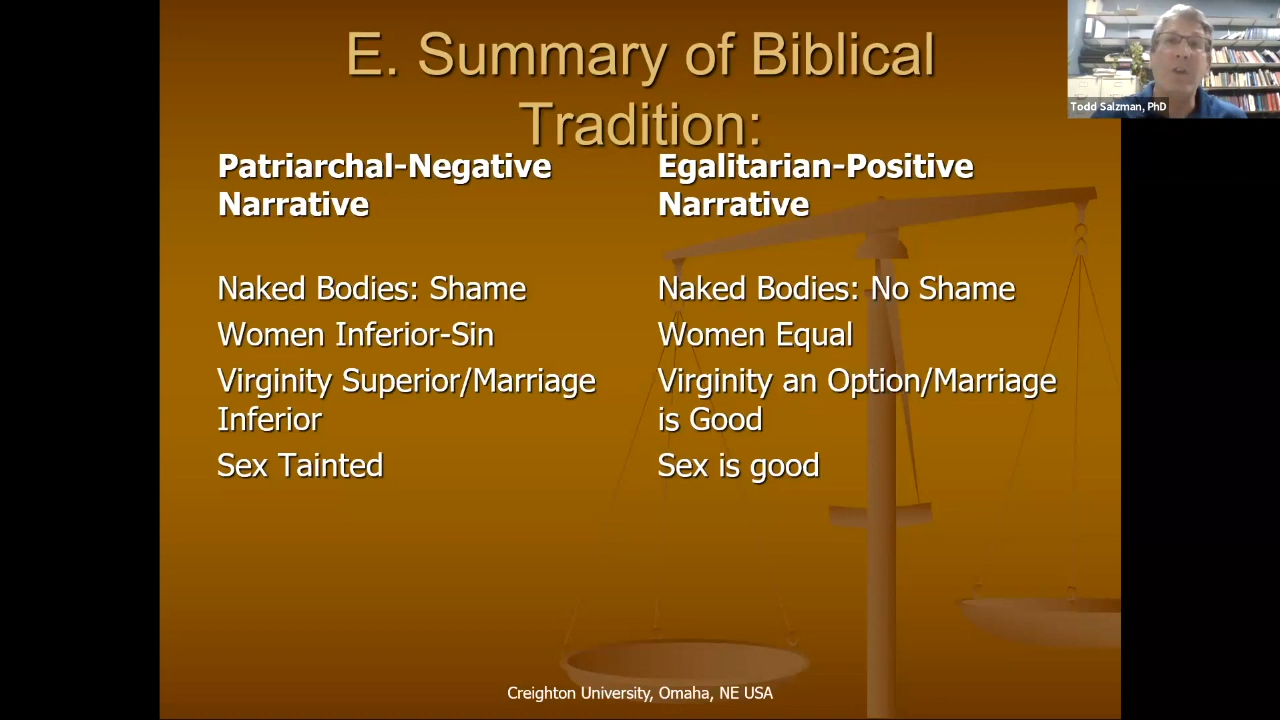 E. Summary of Biblical
Tradition:
Patriarchal-Negative
Narrative
Naked Bodies: Shame
Women Inferior-Sin
Virginity Superior/Marriage
Inferior
Sex Tainted
Egalitarian-Positive
Narrative
Naked Bodies: No Shame
Women Equal
Virginity an Option/Marriage
is Good
Sex is good
Creighton University, Omaha, NE USA
Todd Salzman, PhD